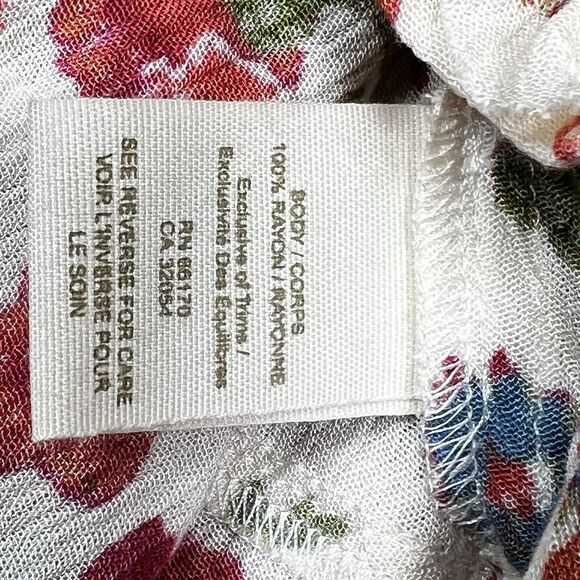 BODY / CORPS
100% RAYON / RAYONNE
Exclusive of Trims /
Exclusivité Des Équilibres
RN 66170
CA 32054
SEE REVERSE FOR CARE
VOIR L'INVERSE POUR
LE SOIN